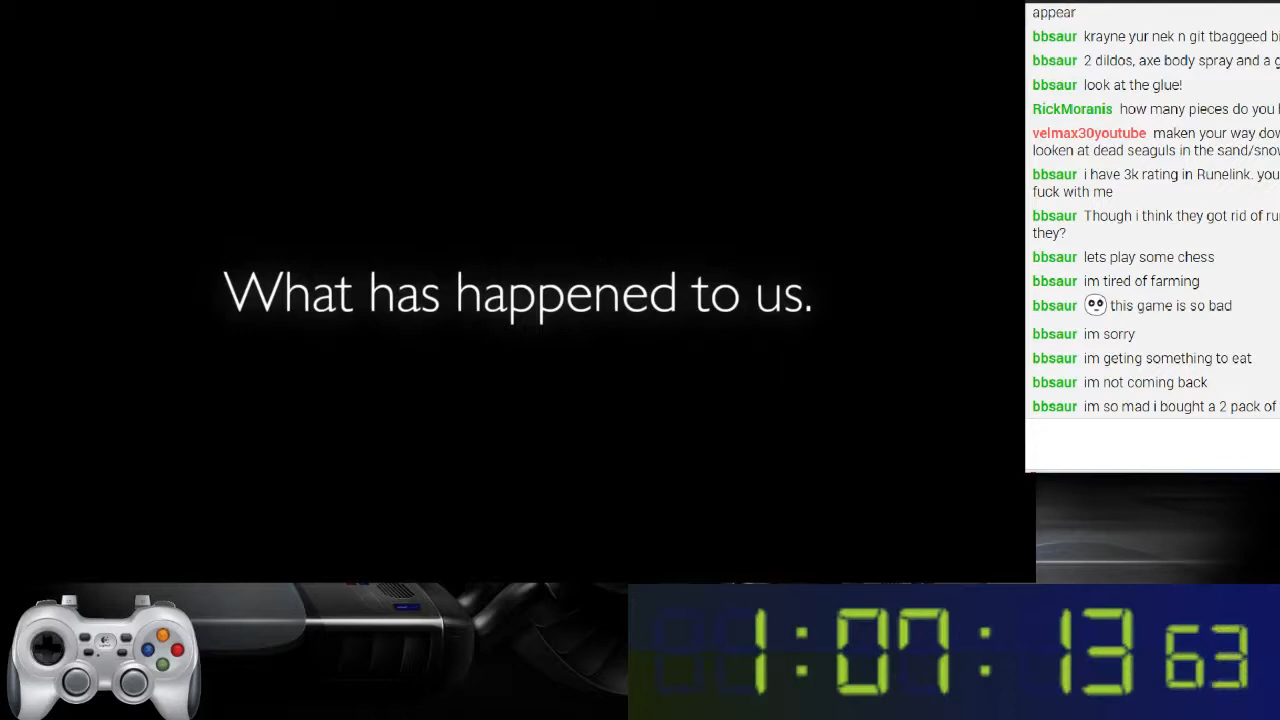 What has happened to us.
appear
bbsaur krayne yur nek n git tbaggeed
bbsaur 2 dildos, axe body spray and a
bbsaur look at the glue!
RickMoranis how many pieces do you
velmax30youtube maken your way
looken at dead seaguls in the
bbsaur i have 3k rating in Runelink. you
fuck with me
bbsaur Though i think they got rid of
they?
bbsaur lets play some chess
bbsaur im tired of farming
bbsaur this game is so bad
bbsaur im sorry
bbsaur im geting something to eat
bbsaur im not coming back
bbsaur im so mad i bought a 2 pack of
1:07:13 63